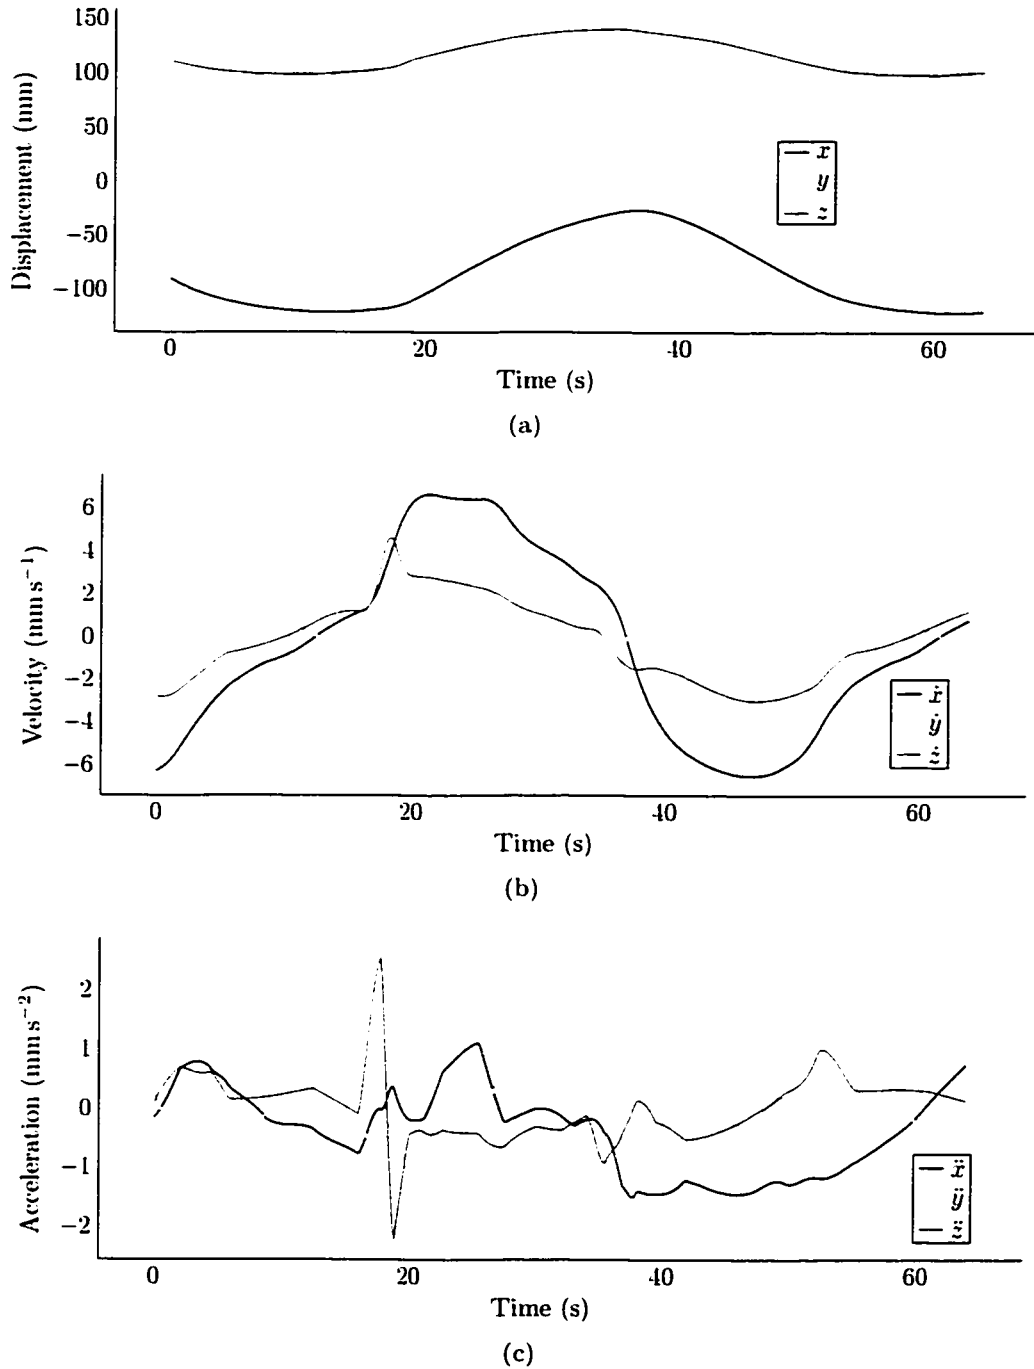 150
100
50
0
−50
−100
Displacement (mm)
x
y
z
0 20 40 60
Time (s)
(a)
6
4
2
0
−2
−4
−6
Velocity (mm s⁻¹)
ẋ
ẏ
ż
0 20 40 60
Time (s)
(b)
2
1
0
−1
−2
Acceleration (mm s⁻²)
ẍ
ÿ
z̈
0 20 40 60
Time (s)
(c)